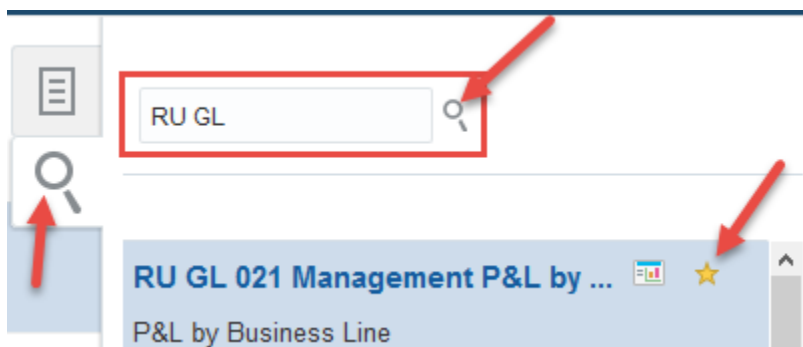 RU GL
RU GL 021 Management P&L by ...
P&L by Business Line